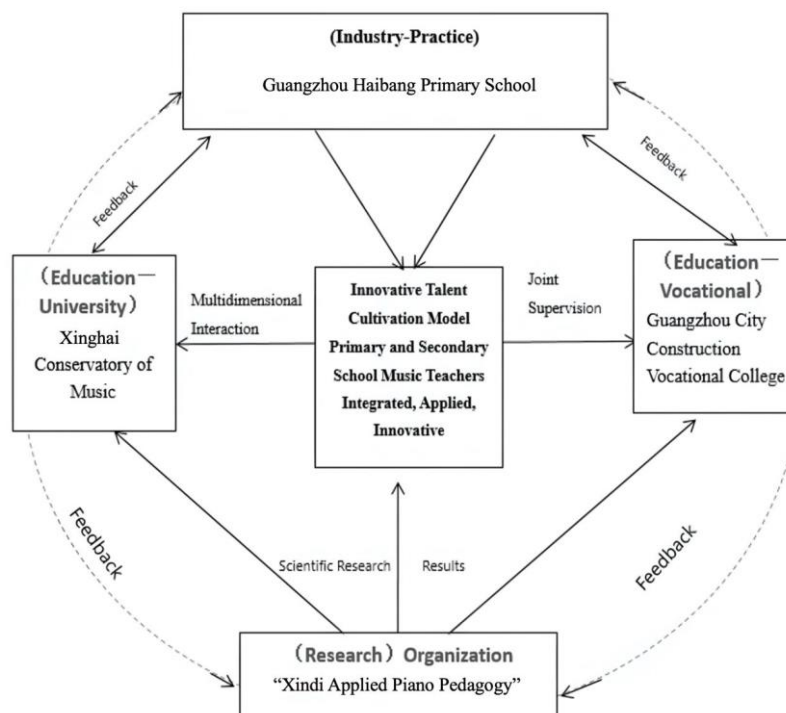 (Industry-Practice)
Guangzhou Haibang Primary School
Feedback
Feedback
（Education—
University）
Xinghai
Conservatory of
Music
Multidimensional
Interaction
Innovative Talent
Cultivation Model
Primary and Secondary
School Music Teachers
Integrated, Applied,
Innovative
Joint
Supervision
（Education—
Vocational）
Guangzhou City
Construction
Vocational College
Feedback
Scientific Research
Results
Feedback
（Research）Organization
“Xindi Applied Piano Pedagogy”